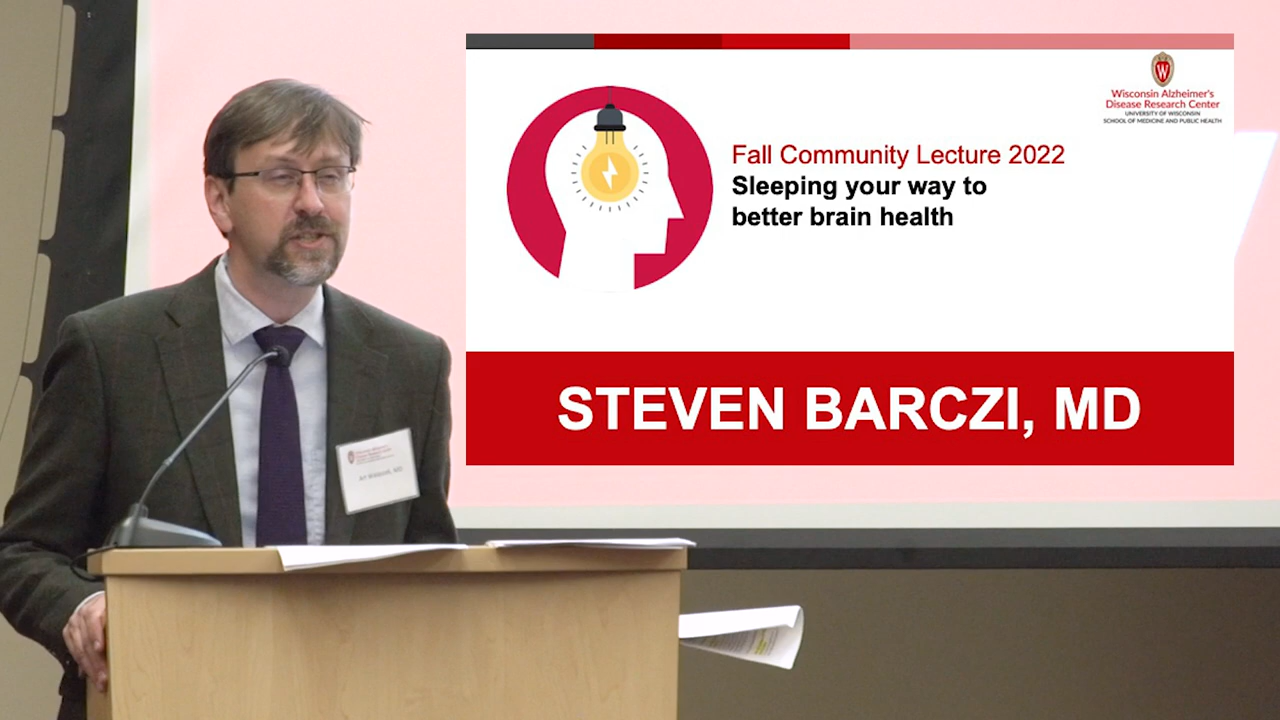 Wisconsin Alzheimer's
Disease Research Center
UNIVERSITY OF WISCONSIN
SCHOOL OF MEDICINE AND PUBLIC HEALTH
Fall Community Lecture 2022
Sleeping your way to
better brain health
STEVEN BARCZI, MD
W